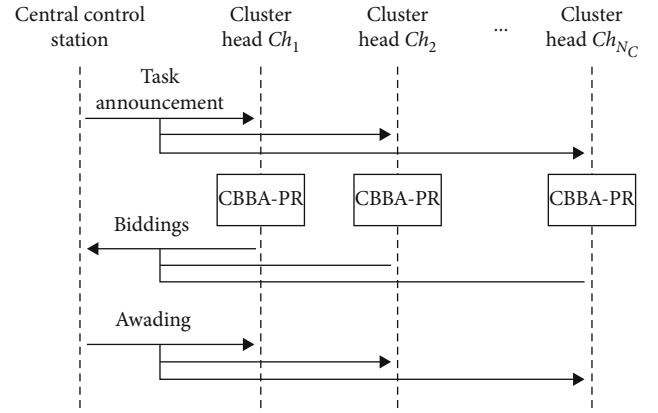 Central control
station
Cluster
head Ch1
Cluster
head Ch2
...
Cluster
head ChNC
Task
announcement
CBBA-PR
CBBA-PR
CBBA-PR
Biddings
Awading